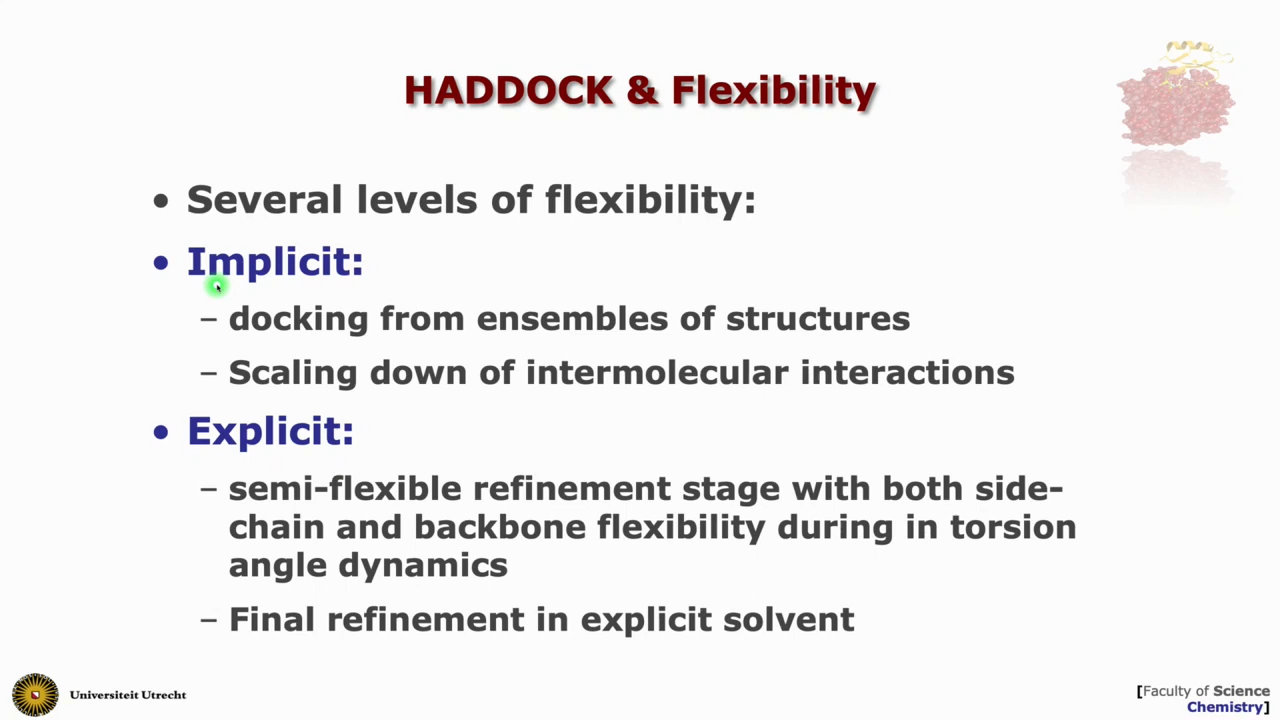 HADDOCK & Flexibility
• Several levels of flexibility:
• Implicit:
– docking from ensembles of structures
– Scaling down of intermolecular interactions
• Explicit:
– semi-flexible refinement stage with both side-
chain and backbone flexibility during in torsion
angle dynamics
– Final refinement in explicit solvent
Universiteit Utrecht
[Faculty of Science
Chemistry]